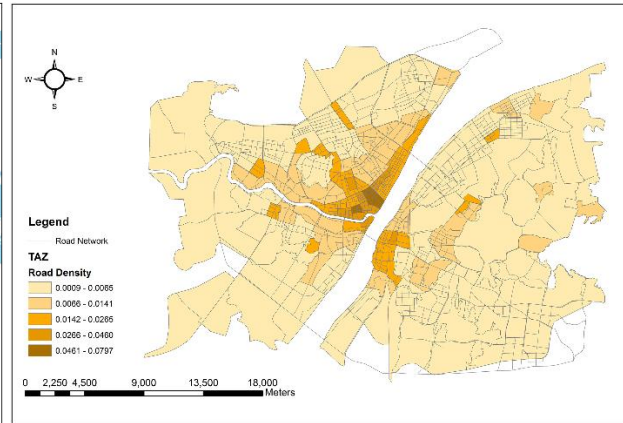 N
W E
S
Legend
Road Network
TAZ
Road Density
0.0009 - 0.0065
0.0066 - 0.0141
0.0142 - 0.0265
0.0266 - 0.0460
0.0461 - 0.0797
0 2,250 4,500 9,000 13,500 18,000
Meters